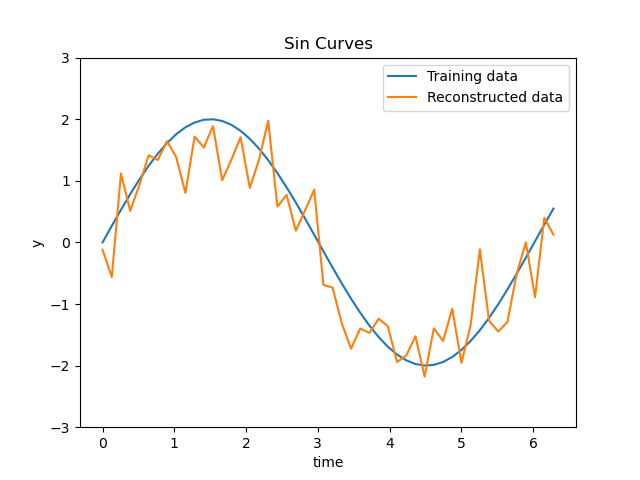 Sin Curves
Training data
Reconstructed data
3
2
1
0
−1
−2
−3
y
0 1 2 3 4 5 6
time